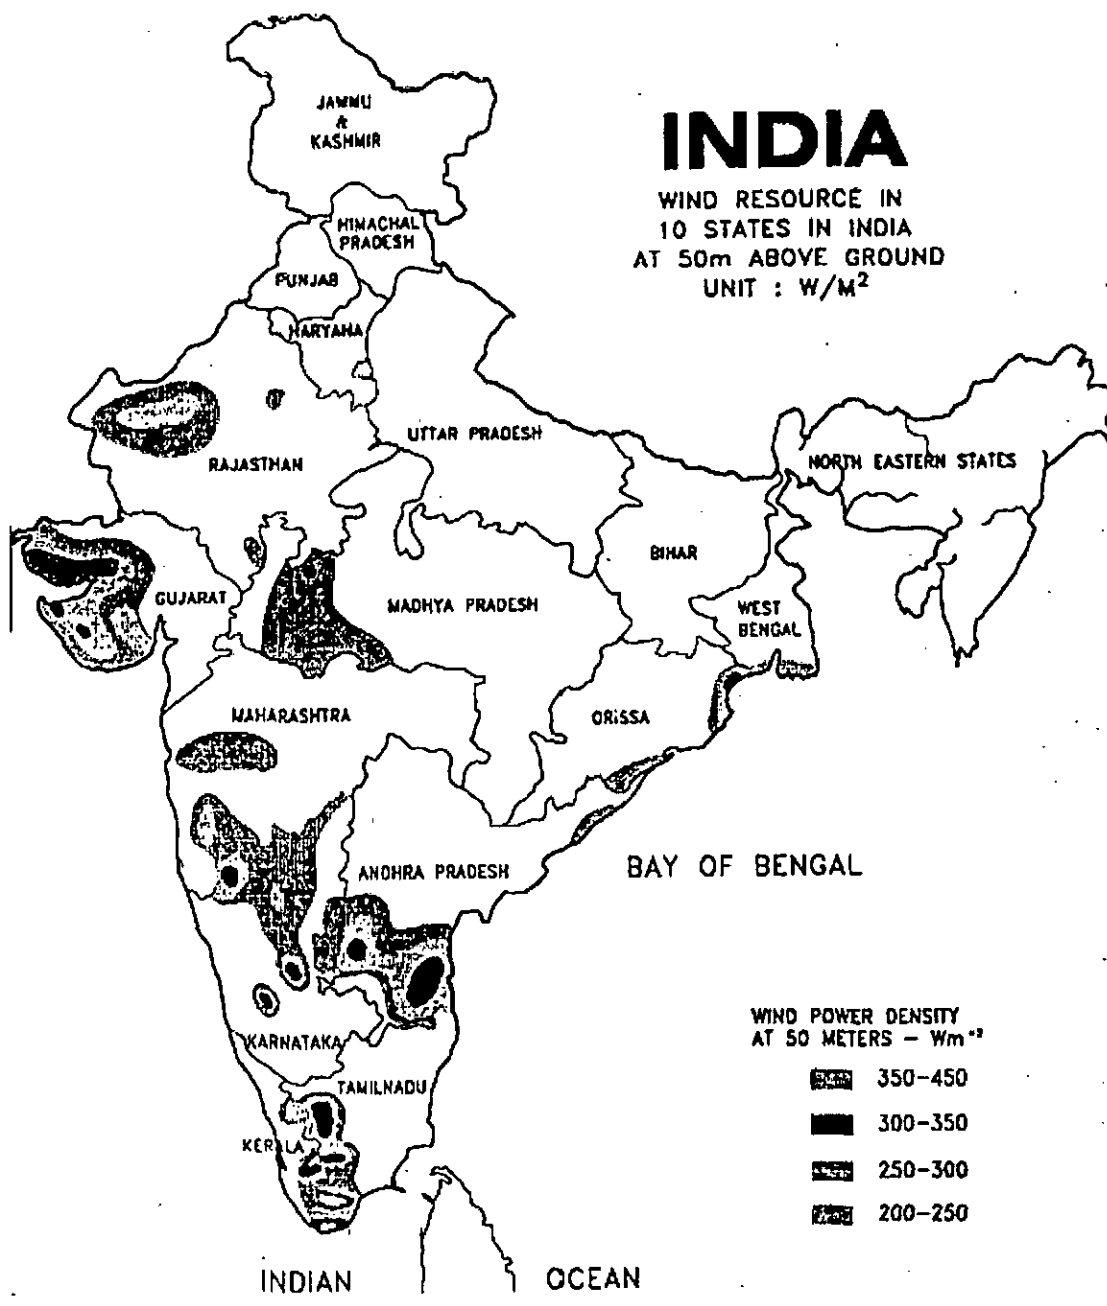 INDIA
WIND RESOURCE IN
10 STATES IN INDIA
AT 50m ABOVE GROUND
UNIT : W/M²
JAMMU
&
KASHMIR
HIMACHAL
PRADESH
PUNJAB
HARYANA
UTTAR PRADESH
RAJASTHAN
NORTH EASTERN STATES
BIHAR
GUJARAT
MADHYA PRADESH
WEST
BENGAL
MAHARASHTRA
ORISSA
ANDHRA PRADESH
BAY OF BENGAL
KARNATAKA
TAMILNADU
KERALA
WIND POWER DENSITY
AT 50 METERS – Wm⁻²
350–450
300–350
250–300
200–250
INDIAN OCEAN